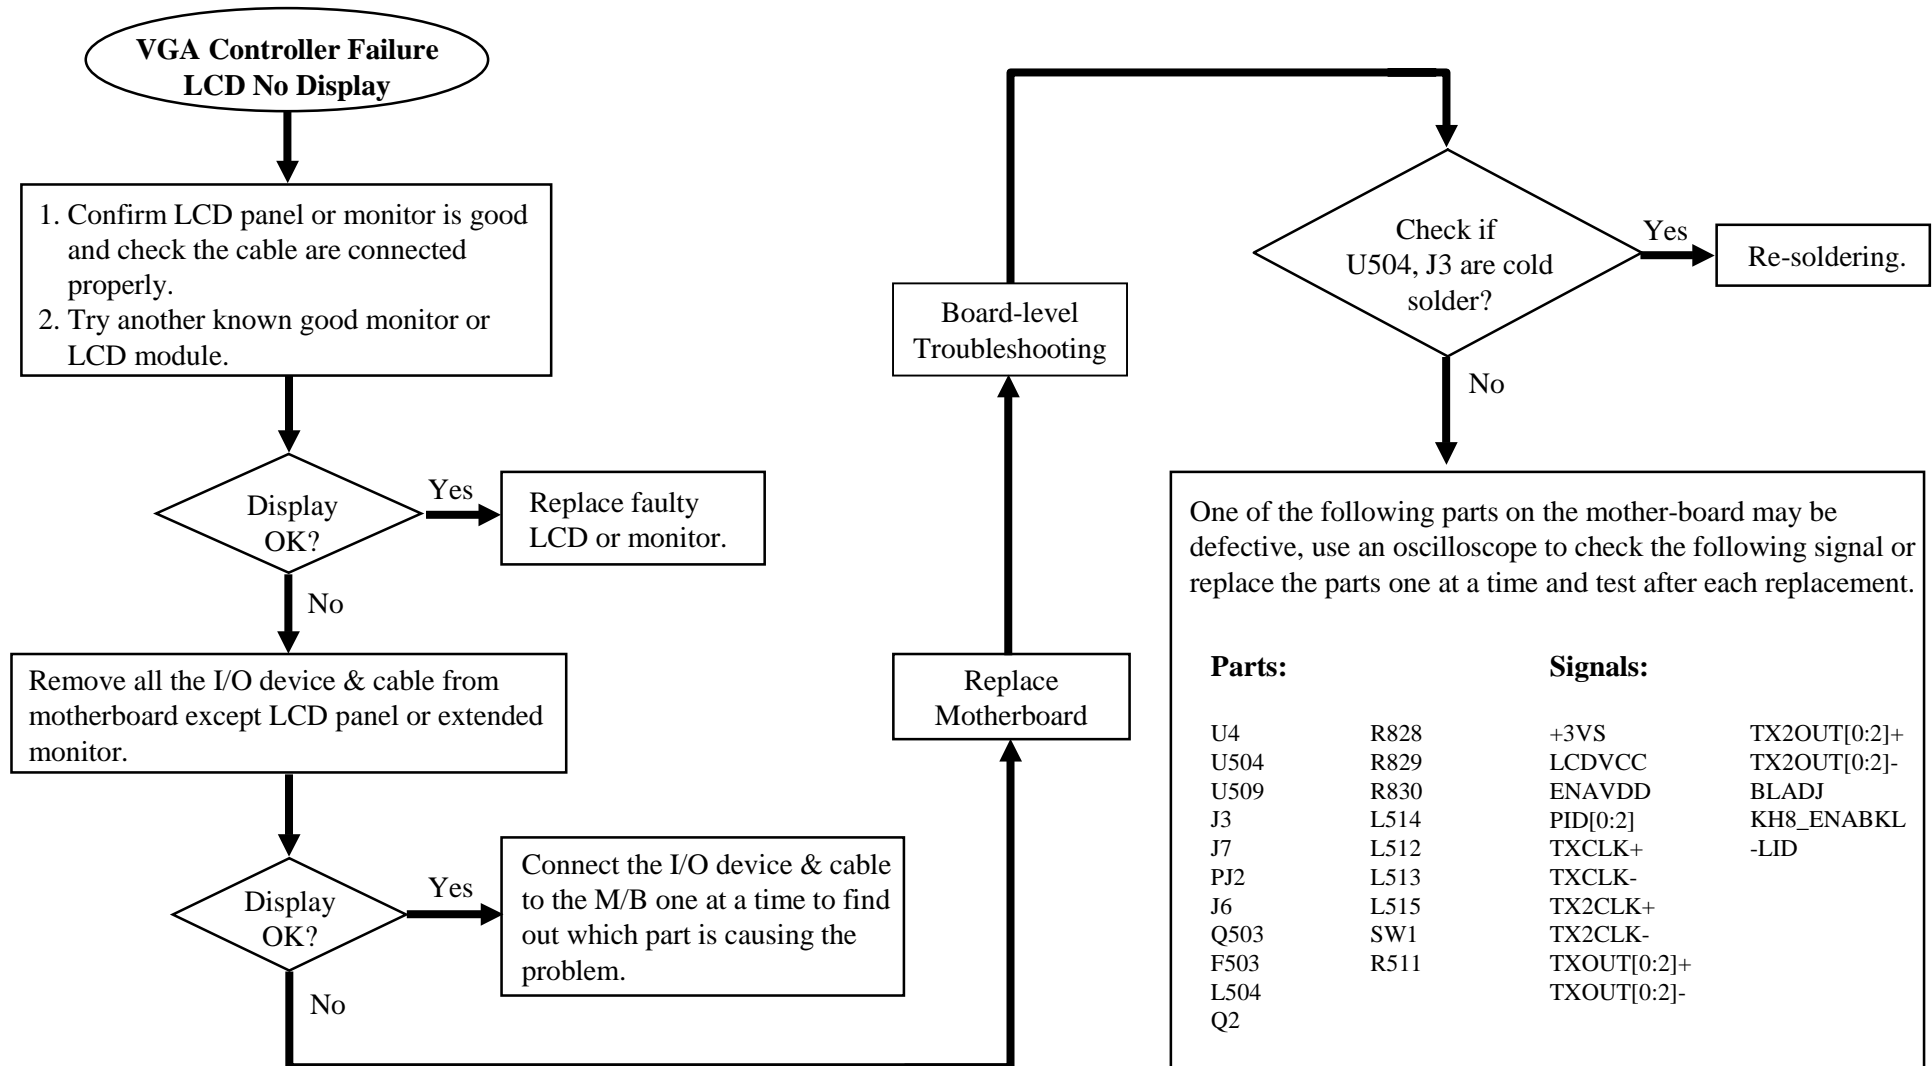 VGA Controller Failure
LCD No Display
1. Confirm LCD panel or monitor is good
and check the cable are connected
properly.
2. Try another known good monitor or
LCD module.
Display
OK?
Yes
Replace faulty
LCD or monitor.
No
Remove all the I/O device & cable from
motherboard except LCD panel or extended
monitor.
Display
OK?
Yes
Connect the I/O device & cable
to the M/B one at a time to find
out which part is causing the
problem.
No
Replace
Motherboard
Board-level
Troubleshooting
Check if
U504, J3 are cold
solder?
Yes
Re-soldering.
No
One of the following parts on the mother-board may be
defective, use an oscilloscope to check the following signal or
replace the parts one at a time and test after each replacement.
Parts:
U4
U504
U509
J3
J7
PJ2
J6
Q503
F503
L504
Q2
R828
R829
R830
L514
L512
L513
L515
SW1
R511
Signals:
+3VS
LCDVCC
ENAVDD
PID[0:2]
TXCLK+
TXCLK-
TX2CLK+
TX2CLK-
TXOUT[0:2]+
TXOUT[0:2]-
TX2OUT[0:2]+
TX2OUT[0:2]-
BLADJ
KH8_ENABKL
-LID